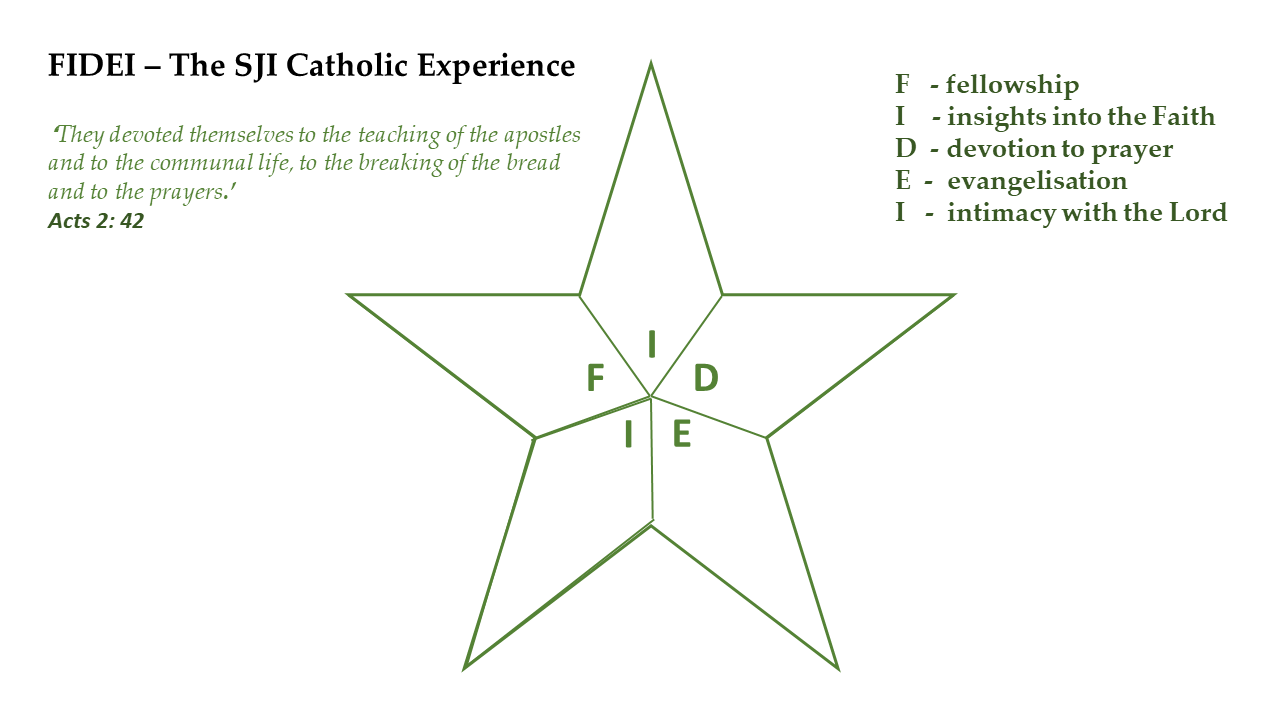 FIDEI – The SJI Catholic Experience
‘They devoted themselves to the teaching of the apostles
and to the communal life, to the breaking of the bread
and to the prayers.’
Acts 2: 42
F - fellowship
I - insights into the Faith
D - devotion to prayer
E - evangelisation
I - intimacy with the Lord
I
F D
I E